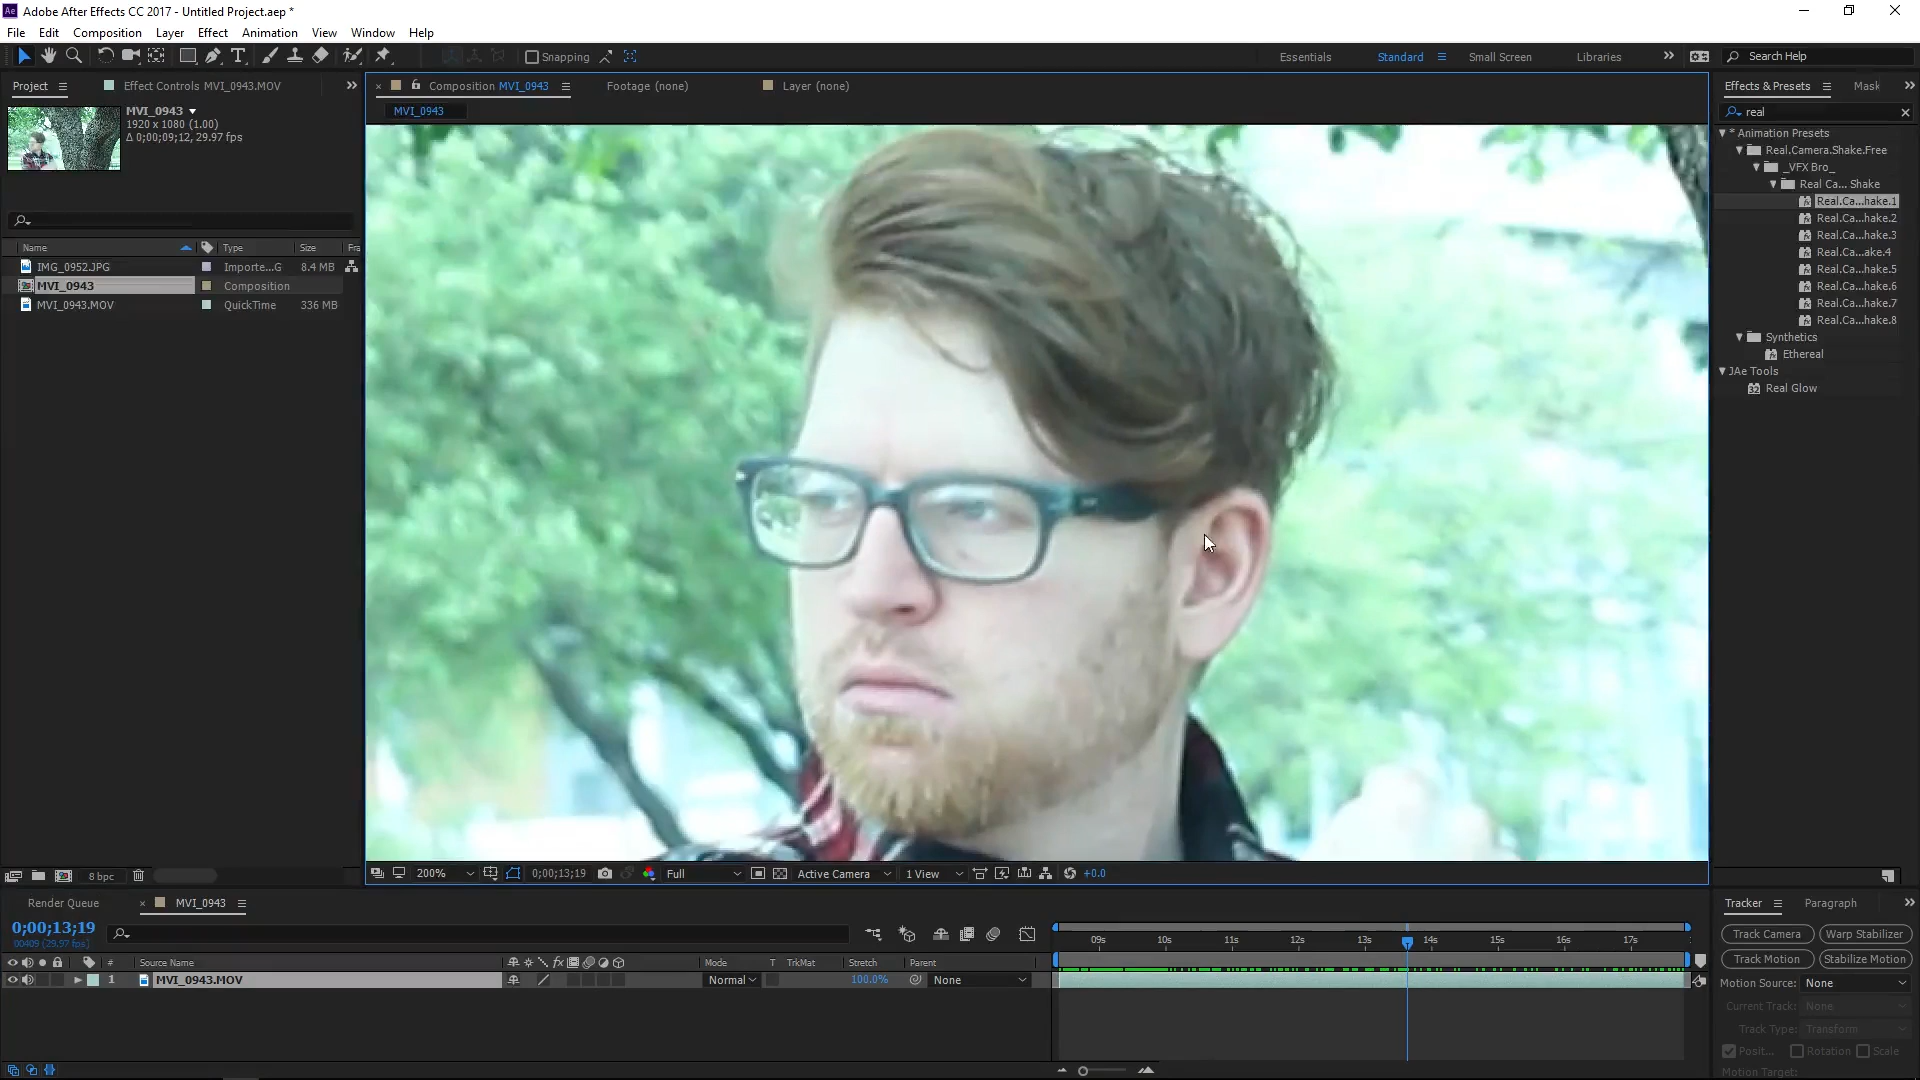 Adobe After Effects CC 2017 - Untitled Project.aep *
File Edit Composition Layer Effect Animation View Window Help
Snapping
Essentials Standard Small Screen Libraries
Search Help
Project Effect Controls MVI_0943.MOV
Composition MVI_0943 Footage (none) Layer (none)
Effects & Presets Mask
MVI_0943
1920 x 1080 (1.00)
Δ 0;00;09;12, 29.97 fps
MVI_0943
real
* Animation Presets
Real.Camera.Shake.Free
_VFX Bro_
Real Ca... Shake
Real.Ca...hake.1
Real.Ca...hake.2
Real.Ca...hake.3
Real.Ca...ake.4
Real.Ca...hake.5
Real.Ca...hake.6
Real.Ca...hake.7
Real.Ca...hake.8
Synthetics
Ethereal
JAe Tools
Real Glow
Name Type Size Fra
IMG_0952.JPG Importe...G 8.4 MB
MVI_0943 Composition
MVI_0943.MOV QuickTime 336 MB
8 bpc
200% 0;00;13;19 Full Active Camera 1 View +0.0
Render Queue MVI_0943
0;00;13;19
00409 (29.97 fps)
09s 10s 11s 12s 13s 14s 15s 16s 17s
# Source Name Mode T TrkMat Stretch Parent
1 MVI_0943.MOV Normal 100.0% None
Tracker Paragraph
Track Camera Warp Stabilizer
Track Motion Stabilize Motion
Motion Source: None
Current Track: None
Track Type: Transform
Posit... Rotation Scale
Motion Target: